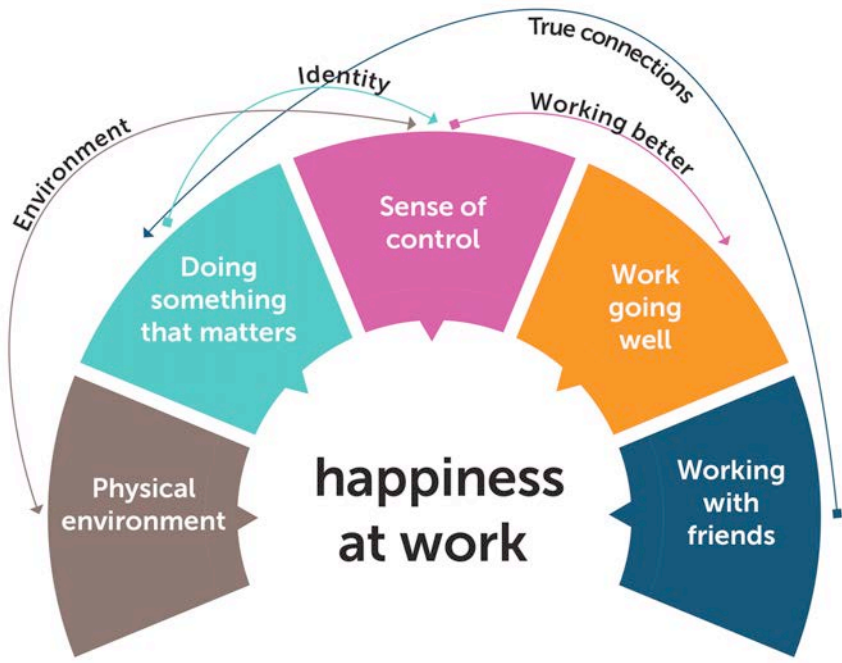 True connections
Identity
Working better
Environment
Sense of
control
Doing
something
that matters
Work
going
well
Physical
environment
Working
with
friends
happiness
at work